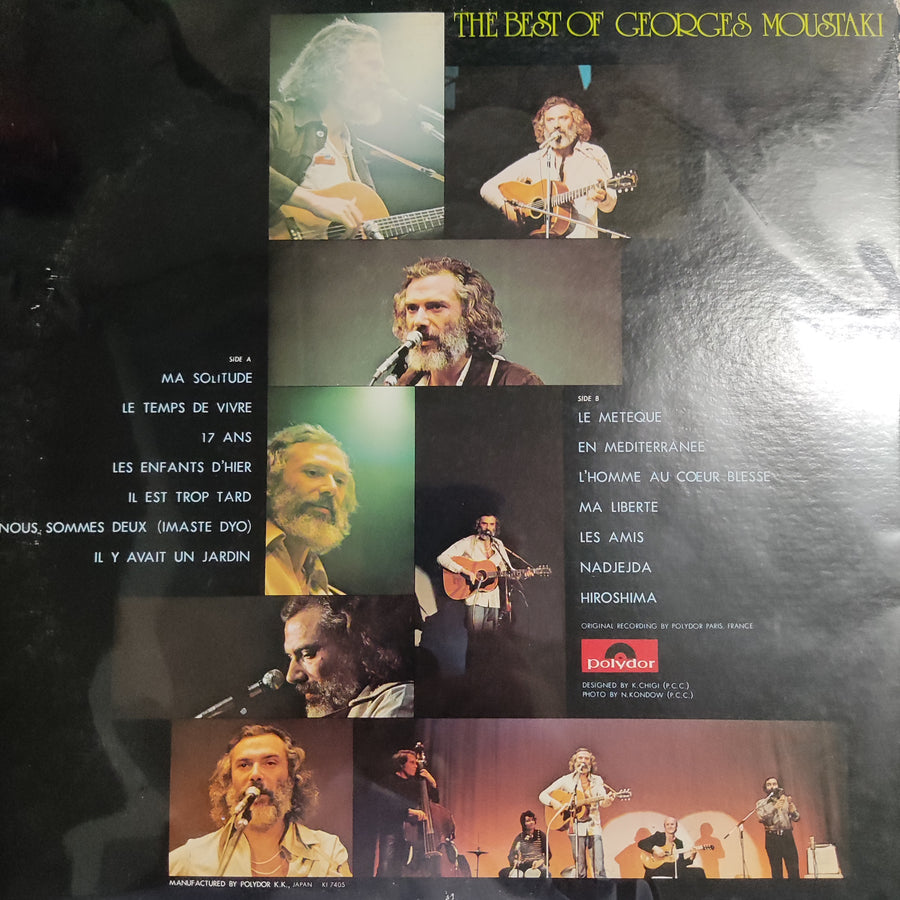 THE BEST OF GEORGES MOUSTAKI
SIDE A
MA SOLITUDE
LE TEMPS DE VIVRE
17 ANS
LES ENFANTS D'HIER
IL EST TROP TARD
NOUS SOMMES DEUX (IMASTE DYO)
IL Y AVAIT UN JARDIN
SIDE B
LE METEQUE
EN MEDITERRANEE
L'HOMME AU CŒUR BLESSE
MA LIBERTE
LES AMIS
NADJEJDA
HIROSHIMA
ORIGINAL RECORDING BY POLYDOR PARIS, FRANCE
polydor
DESIGNED BY K.CHIGI (P.C.C.)
PHOTO BY N.KONDOW (P.C.C.)
MANUFACTURED BY POLYDOR K.K., JAPAN KI 7405